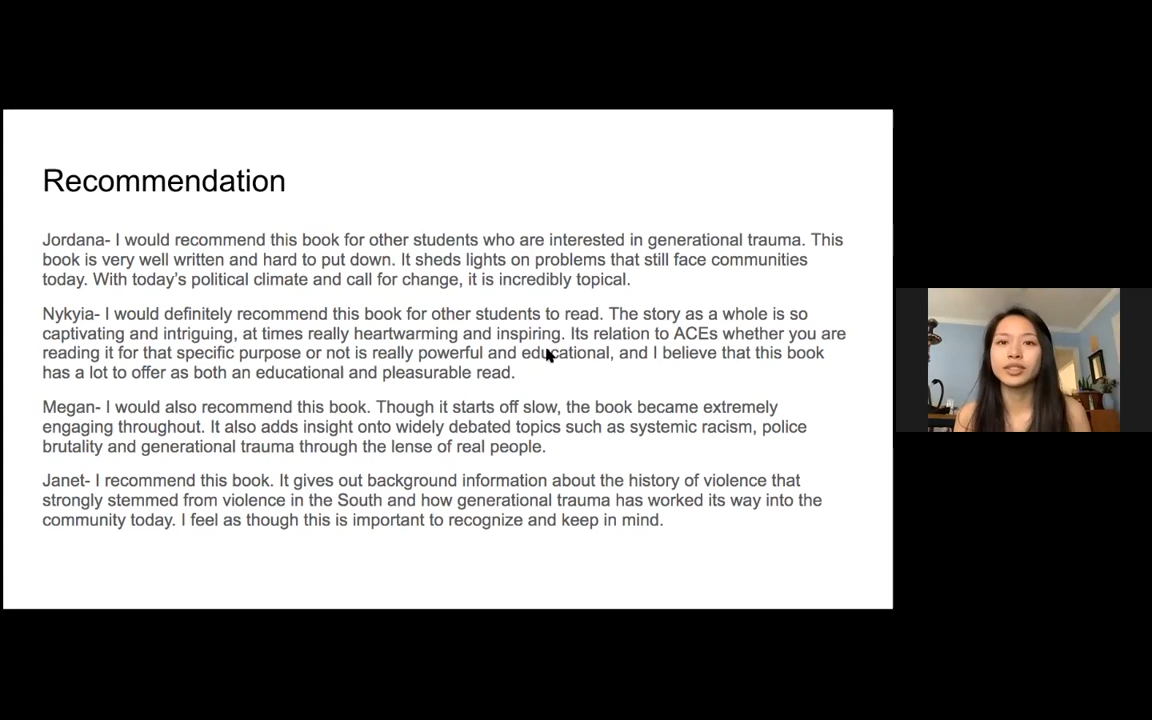 Recommendation
Jordana- I would recommend this book for other students who are interested in generational trauma. This
book is very well written and hard to put down. It sheds lights on problems that still face communities
today. With today's political climate and call for change, it is incredibly topical.
Nykyia- I would definitely recommend this book for other students to read. The story as a whole is so
captivating and intriguing, at times really heartwarming and inspiring. Its relation to ACEs whether you are
reading it for that specific purpose or not is really powerful and educational, and I believe that this book
has a lot to offer as both an educational and pleasurable read.
Megan- I would also recommend this book. Though it starts off slow, the book became extremely
engaging throughout. It also adds insight onto widely debated topics such as systemic racism, police
brutality and generational trauma through the lense of real people.
Janet- I recommend this book. It gives out background information about the history of violence that
strongly stemmed from violence in the South and how generational trauma has worked its way into the
community today. I feel as though this is important to recognize and keep in mind.